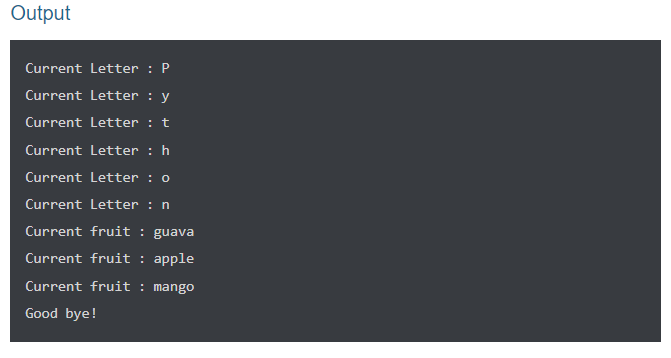 Output
Current Letter : P
Current Letter : y
Current Letter : t
Current Letter : h
Current Letter : o
Current Letter : n
Current fruit : guava
Current fruit : apple
Current fruit : mango
Good bye!